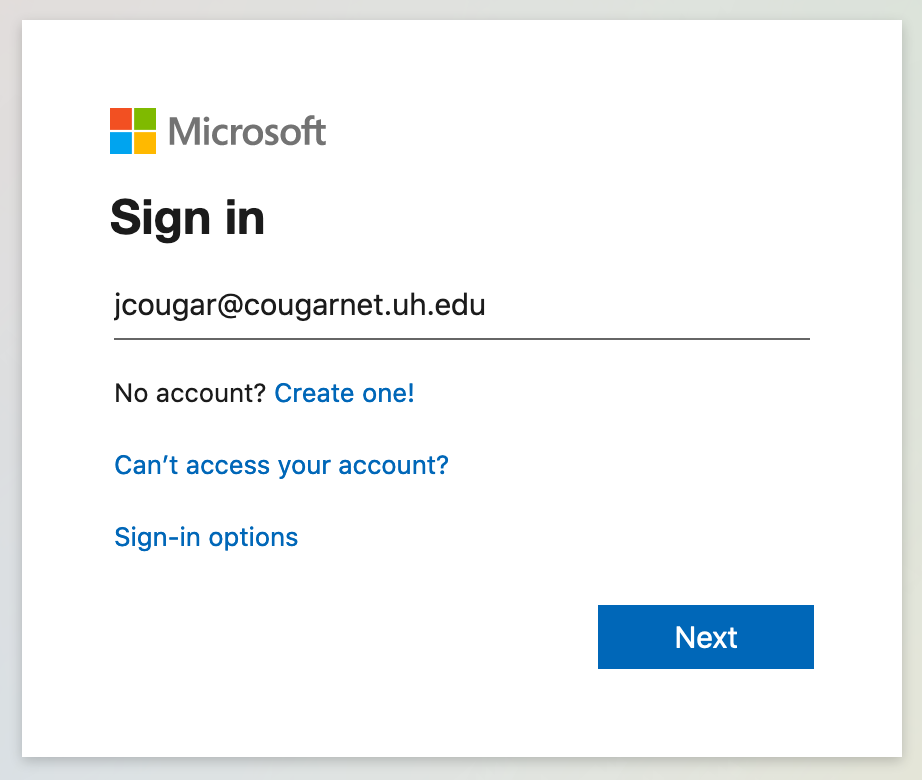 Microsoft
Sign in
jcougar@cougarnet.uh.edu
No account? Create one!
Can’t access your account?
Sign-in options
Next